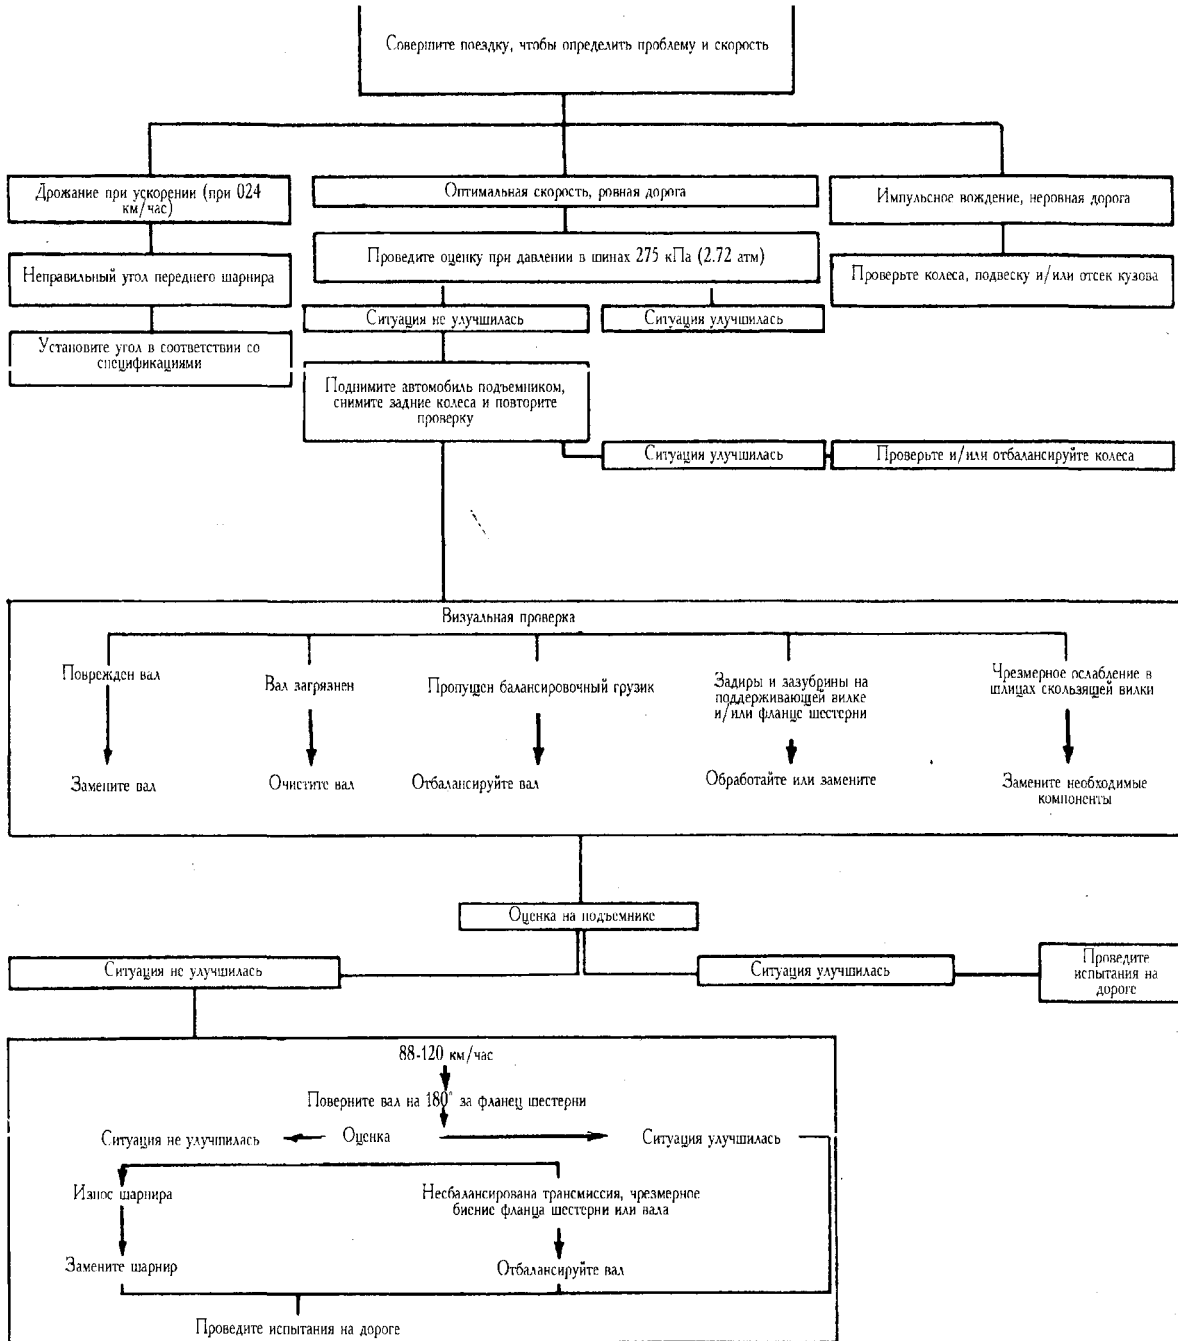 Совершите поездку, чтобы определить проблему и скорость
Дрожание при ускорении (при 024
км/час)
Оптимальная скорость, ровная дорога
Импульсное вождение, неровная дорога
Неправильный угол переднего шарнира
Проведите оценку при давлении в шинах 275 кПа (2.72 атм)
Проверьте колеса, подвеску и/или отсек кузова
Ситуация не улучшилась
Ситуация улучшилась
Установите угол в соответствии со
спецификациями
Поднимите автомобиль подъемником,
снимите задние колеса и повторите
проверку
Ситуация улучшилась
Проверьте и/или отбалансируйте колеса
Визуальная проверка
Поврежден вал
Вал загрязнен
Пропущен балансировочный грузик
Задиры и зазубрины на
поддерживающей вилке
и/или фланце шестерни
Чрезмерное ослабление в
шлицах скользящей вилки
Замените вал
Очистите вал
Отбалансируйте вал
Обработайте или замените
Замените необходимые
компоненты
Оценка на подъемнике
Ситуация не улучшилась
Ситуация улучшилась
Проведите
испытания на
дороге
88-120 км/час
Поверните вал на 180° за фланец шестерни
Ситуация не улучшилась
Оценка
Ситуация улучшилась
Износ шарнира
Несбалансирована трансмиссия, чрезмерное
биение фланца шестерни или вала
Замените шарнир
Отбалансируйте вал
Проведите испытания на дороге